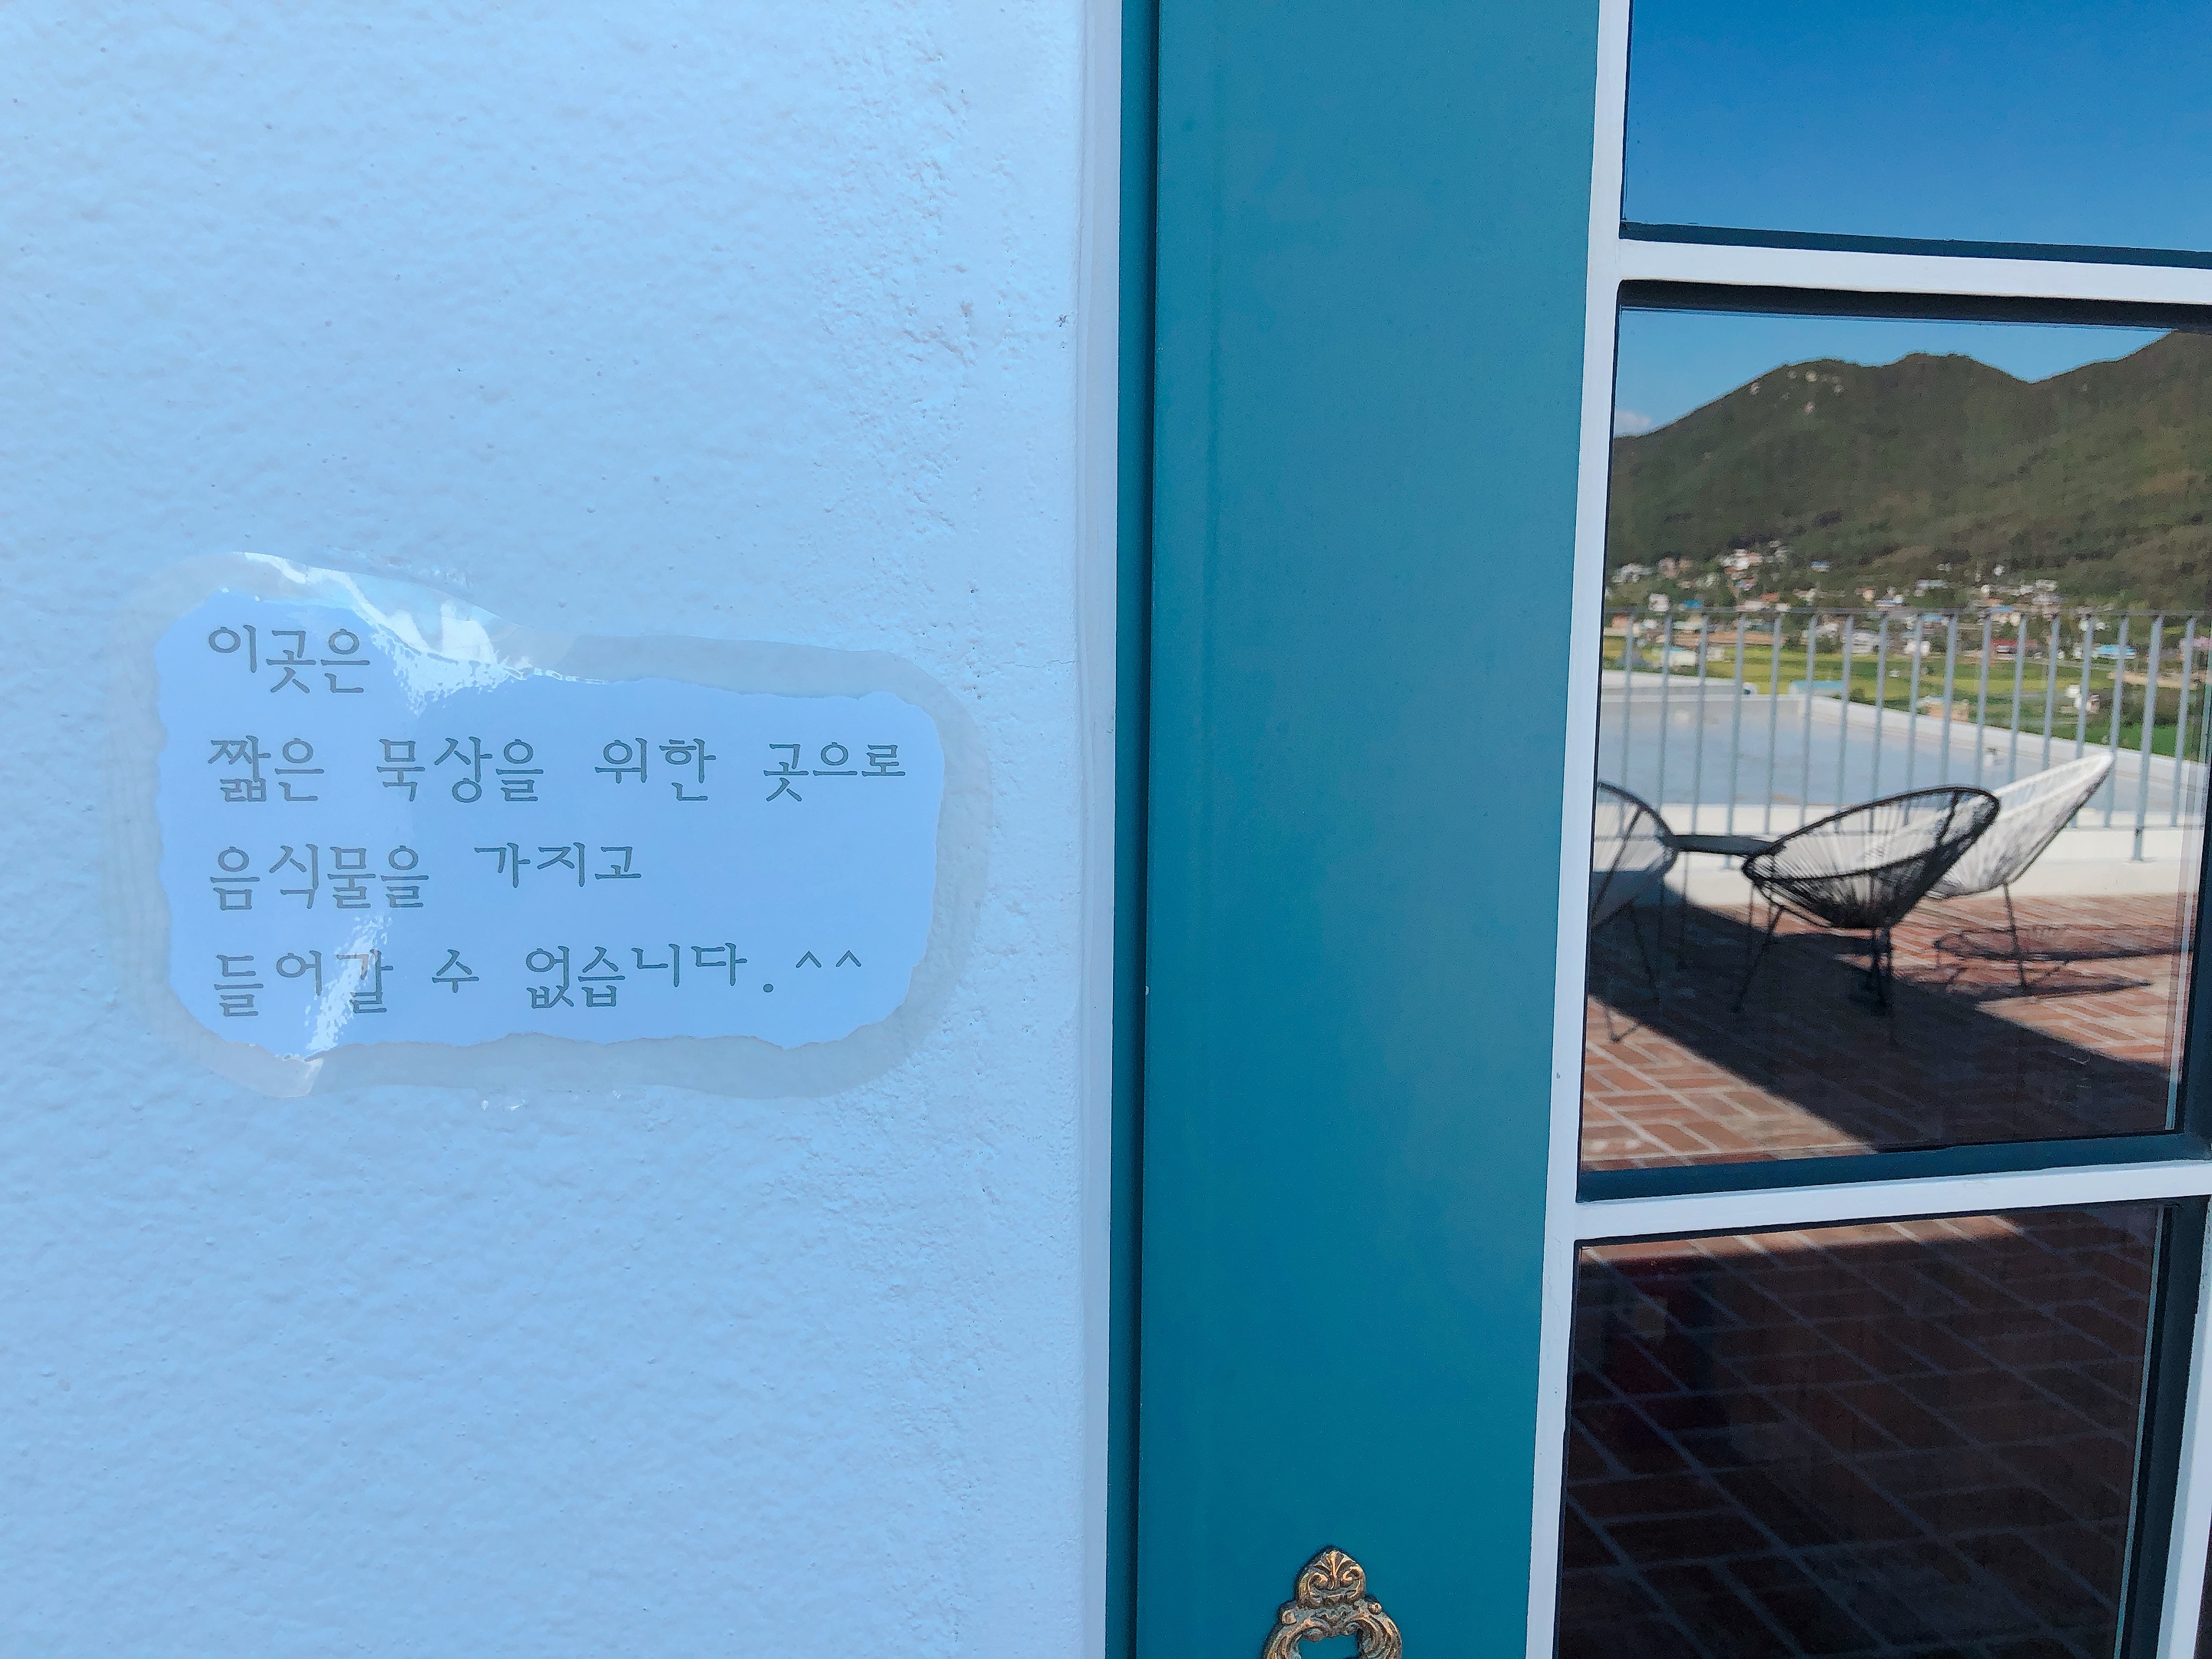 이곳은
짧은 묵상을 위한 곳으로
음식물을 가지고
들어갈 수 없습니다. ^^